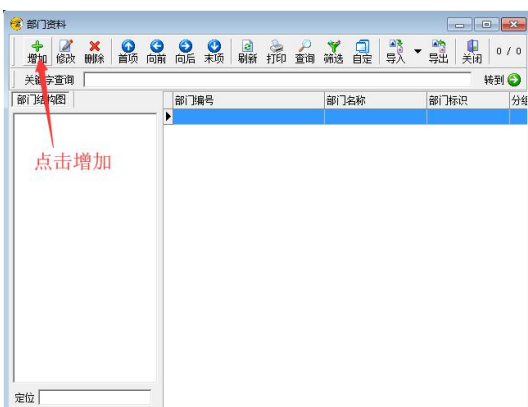 部门资料
增加 修改 删除 首项 向前 向后 末项 刷新 打印 查询 筛选 自定 导入 导出 关闭 0 / 0
关键字查询 转到
部门结构图 部门编号 部门名称 部门标识 分组
点击增加
定位